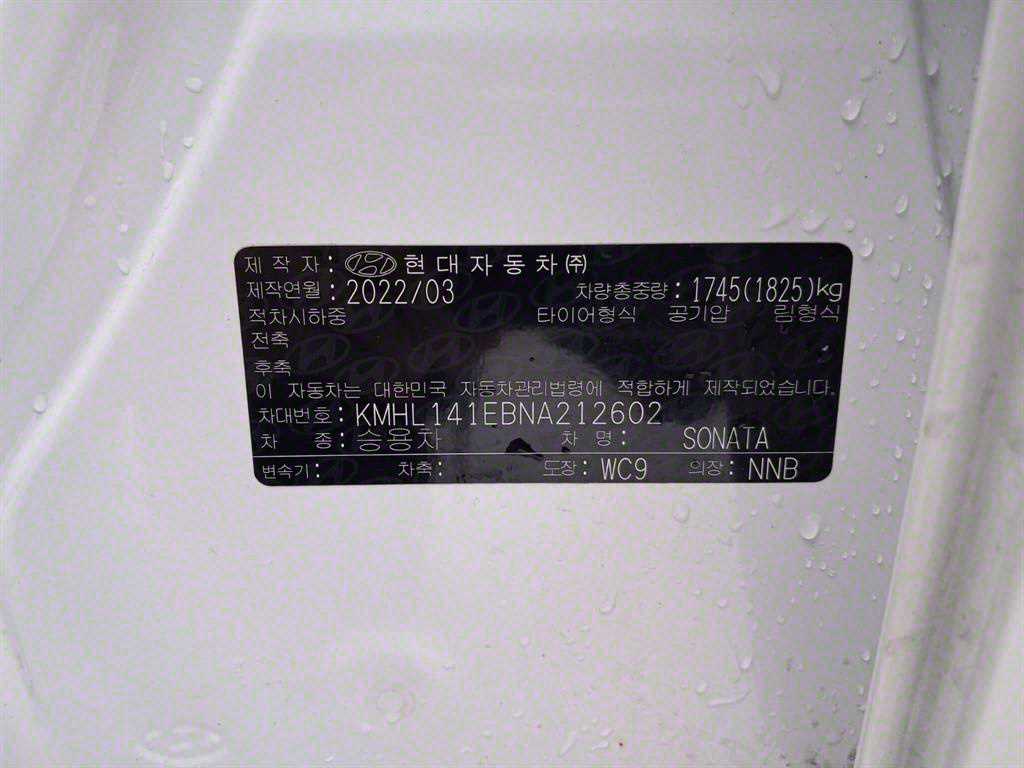 제 작 자 : 현대자동차㈜
제작연월 : 2022/03 차량총중량 : 1745(1825)kg
적차시하중 타이어형식 공기압 림형식
전축
후축
이 자동차는 대한민국 자동차관리법령에 적합하게 제작되었습니다.
차대번호 : KMHL141EBNA212602
차 종 : 승용차 차 명 : SONATA
변속기 : 차축 : 도장 : WC9 의장 : NNB